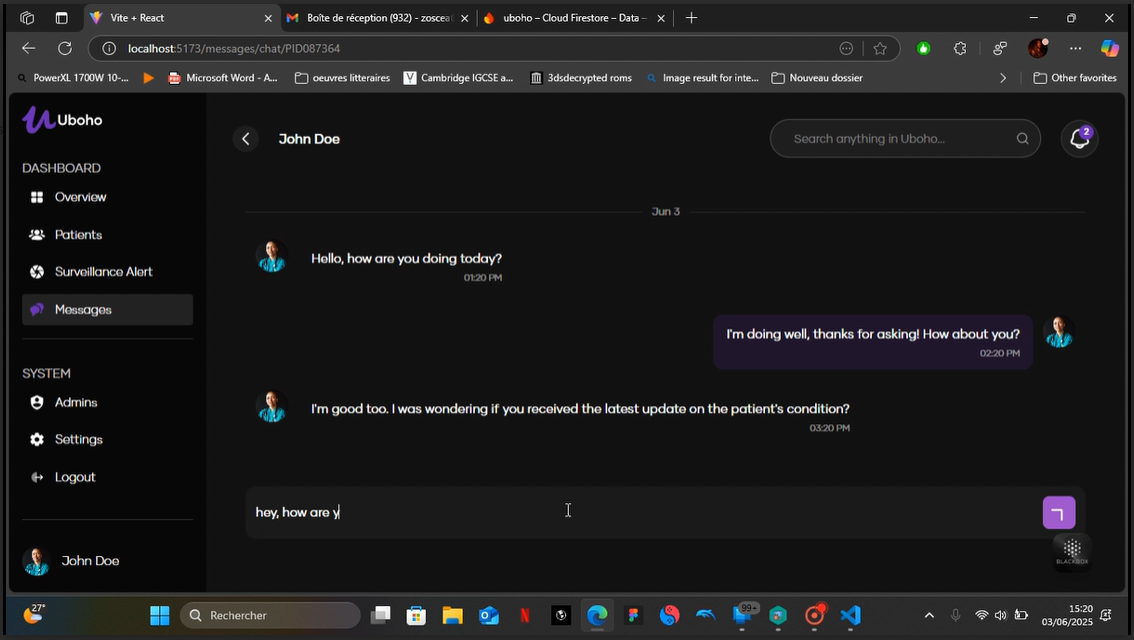 Vite + React
Boîte de réception (932) - zoscea
uboho – Cloud Firestore – Data –
localhost:5173/messages/chat/PID087364
PowerXL 1700W 10-...
Microsoft Word - A...
oeuvres litteraires
Cambridge IGCSE a...
3dsdecrypted roms
Image result for inte...
Nouveau dossier
Other favorites
Uboho
John Doe
Search anything in Uboho...
2
DASHBOARD
Overview
Patients
Surveillance Alert
Messages
SYSTEM
Admins
Settings
Logout
John Doe
Jun 3
Hello, how are you doing today?
01:20 PM
I'm doing well, thanks for asking! How about you?
02:20 PM
I'm good too. I was wondering if you received the latest update on the patient's condition?
03:20 PM
hey, how are y
BLACKBOX
27°
Rechercher
99+
15:20
03/06/2025